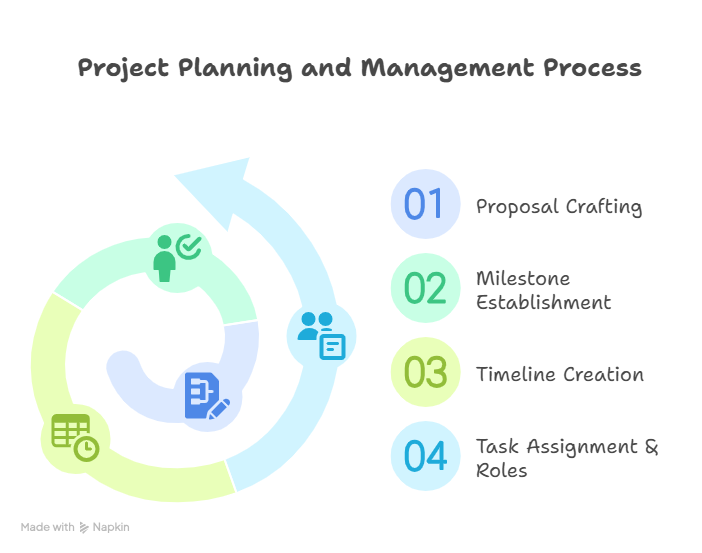 Project Planning and Management Process
01
Proposal Crafting
02
Milestone
Establishment
03
Timeline Creation
04
Task Assignment &
Roles
Made with Napkin